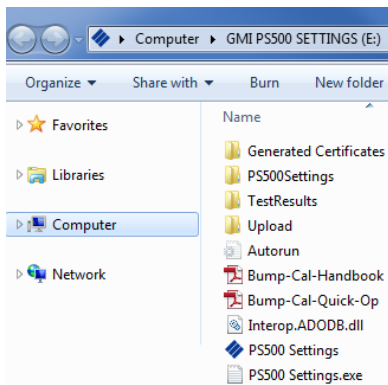 Computer GMI PS500 SETTINGS (E:)
Organize Share with Burn New folder
Name
Favorites
Libraries
Computer
Network
Generated Certificates
PS500Settings
TestResults
Upload
Autorun
Bump-Cal-Handbook
Bump-Cal-Quick-Op
Interop.ADODB.dll
PS500 Settings
PS500 Settings.exe